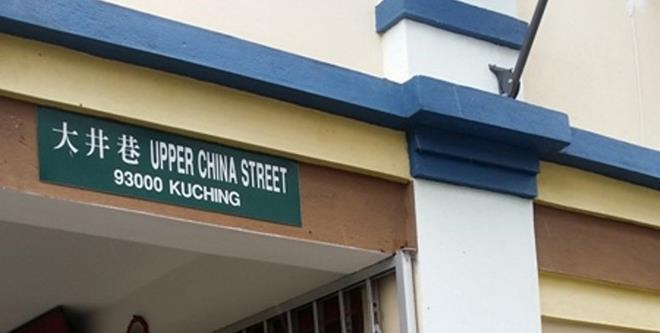 大井巷 UPPER CHINA STREET
93000 KUCHING